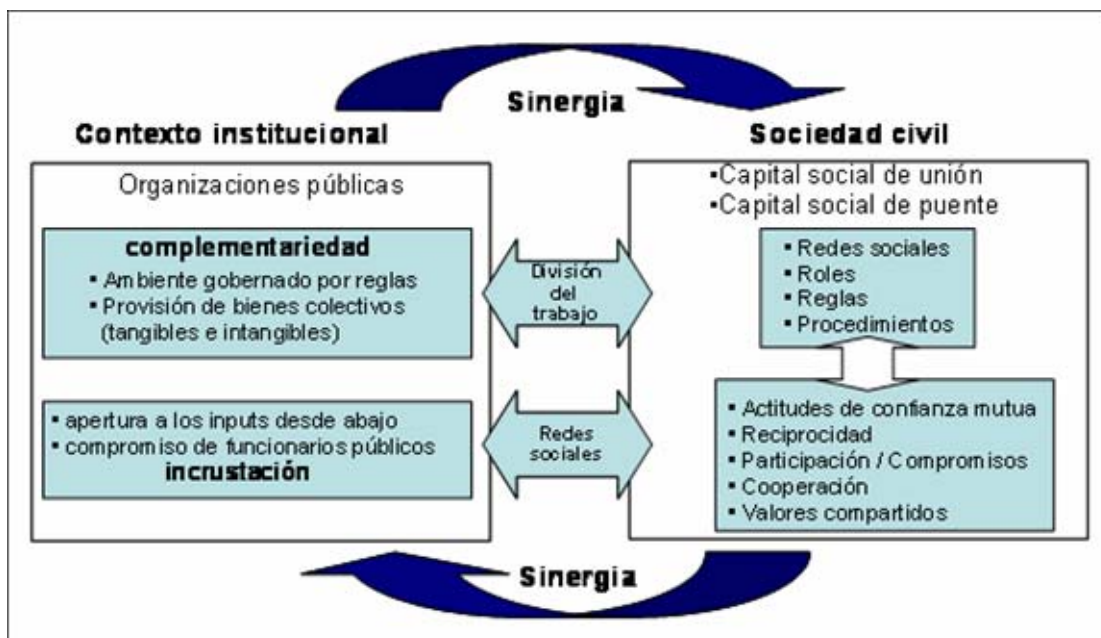 Sinergia
Contexto institucional
Organizaciones públicas
complementariedad
▪ Ambiente gobernado por reglas
▪ Provisión de bienes colectivos
(tangibles e intangibles)
▪ apertura a los inputs desde abajo
▪ compromiso de funcionarios públicos
incrustación
División
del
trabajo
Redes
sociales
Sociedad civil
▪Capital social de unión
▪Capital social de puente
▪ Redes sociales
▪ Roles
▪ Reglas
▪ Procedimientos
▪ Actitudes de confianza mutua
▪ Reciprocidad
▪ Participación / Compromisos
▪ Cooperación
▪ Valores compartidos
Sinergia